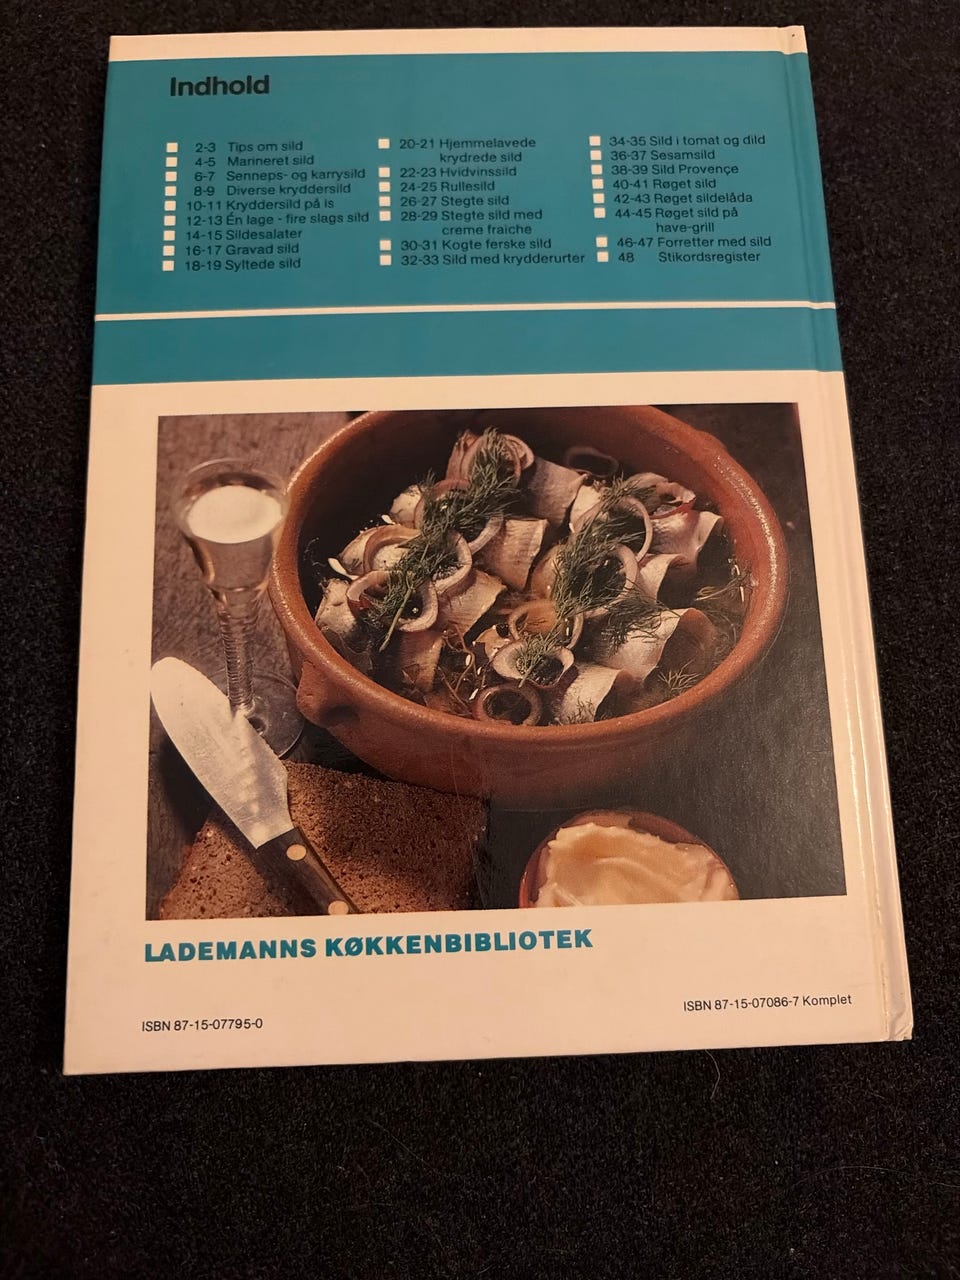 Indhold
2-3 Tips om sild
4-5 Marineret sild
6-7 Senneps- og karrysild
8-9 Diverse kryddersild
10-11 Kryddersild på is
12-13 Én lage - fire slags sild
14-15 Sildesalater
16-17 Gravad sild
18-19 Syltede sild
20-21 Hjemmelavede
krydrede sild
22-23 Hvidvinssild
24-25 Rullesild
26-27 Stegte sild
28-29 Stegte sild med
creme fraiche
30-31 Kogte ferske sild
32-33 Sild med krydderurter
34-35 Sild i tomat og dild
36-37 Sesamsild
38-39 Sild Provençe
40-41 Røget sild
42-43 Røget sildelåda
44-45 Røget sild på
have-grill
46-47 Forretter med sild
48 Stikordsregister
LADEMANNS KØKKENBIBLIOTEK
ISBN 87-15-07795-0
ISBN 87-15-07086-7 Komplet